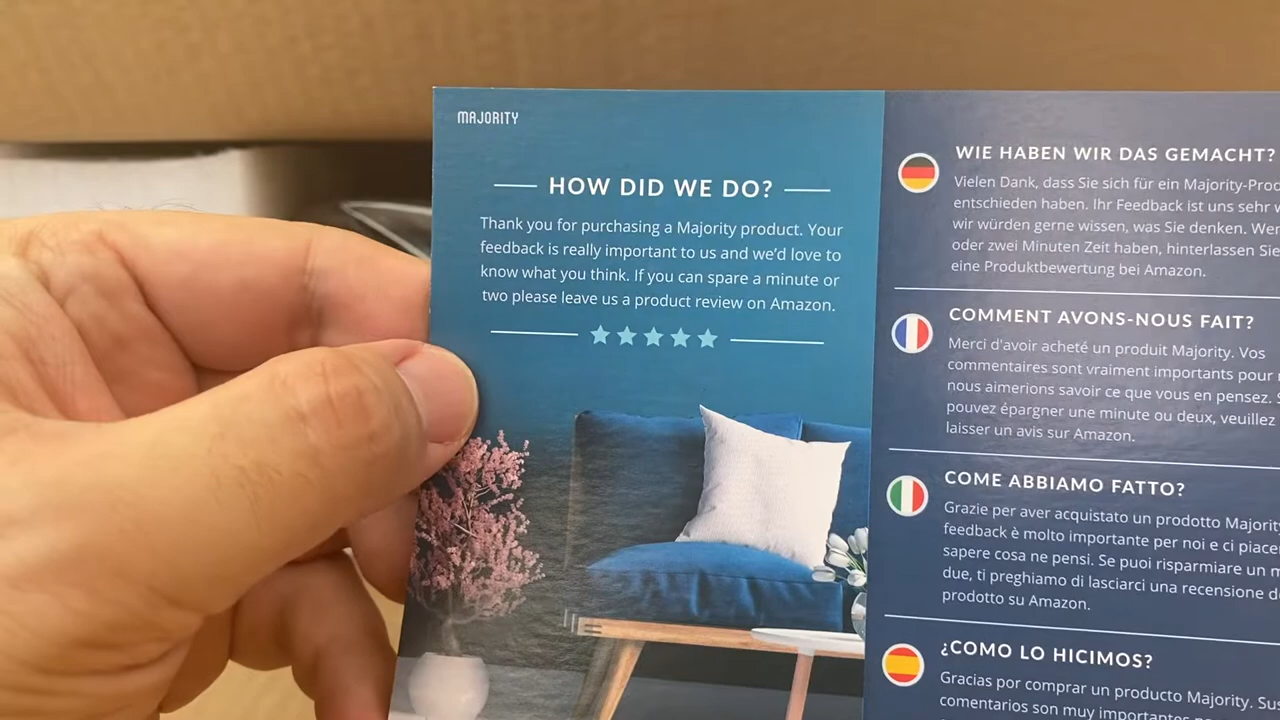 MAJORITY
HOW DID WE DO?
Thank you for purchasing a Majority product. Your
feedback is really important to us and we'd love to
know what you think. If you can spare a minute or
two please leave us a product review on Amazon.
WIE HABEN WIR DAS GEMACHT?
Vielen Dank, dass Sie sich für ein Majority-Prod
entschieden haben. Ihr Feedback ist uns sehr
wir würden gerne wissen, was Sie denken.
oder zwei Minuten Zeit haben, hinterlassen Sie
eine Produktbewertung bei Amazon.
COMMENT AVONS-NOUS FAIT?
Merci d'avoir acheté un produit Majority. Vos
commentaires sont vraiment importants pour
nous aimerions savoir ce que vous en pensez.
pouvez épargner une minute ou deux, veuillez
laisser un avis sur Amazon.
COME ABBIAMO FATTO?
Grazie per aver acquistato un prodotto Majority
feedback è molto importante per noi e ci
sapere cosa ne pensi. Se puoi risparmiare un
due, ti preghiamo di lasciarci una recensione
prodotto su Amazon.
¿COMO LO HICIMOS?
Gracias por comprar un producto Majority.
comentarios son muy importantes